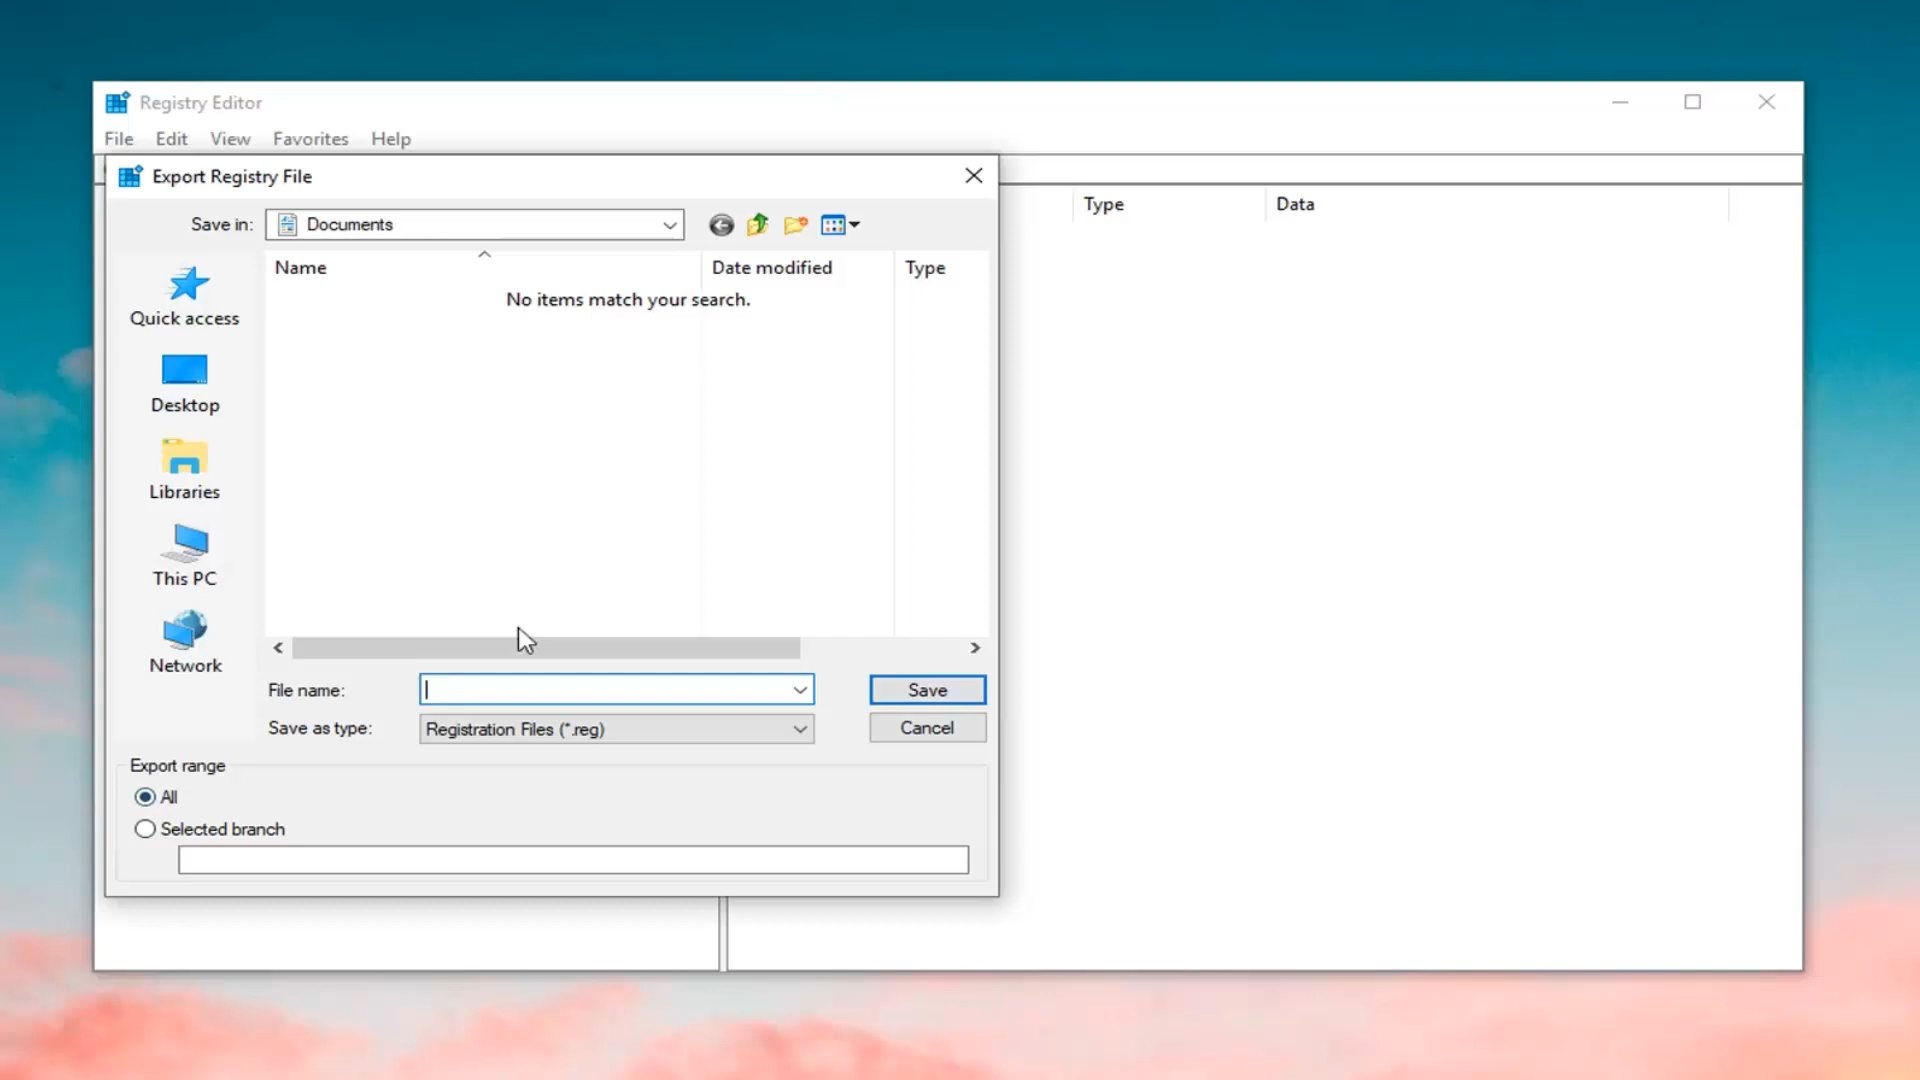 Registry Editor
File Edit View Favorites Help
Export Registry File
Save in: Documents
Type Data
Name Date modified Type
No items match your search.
Quick access
Desktop
Libraries
This PC
Network
File name:
Save
Save as type: Registration Files (*.reg)
Cancel
Export range
All
Selected branch